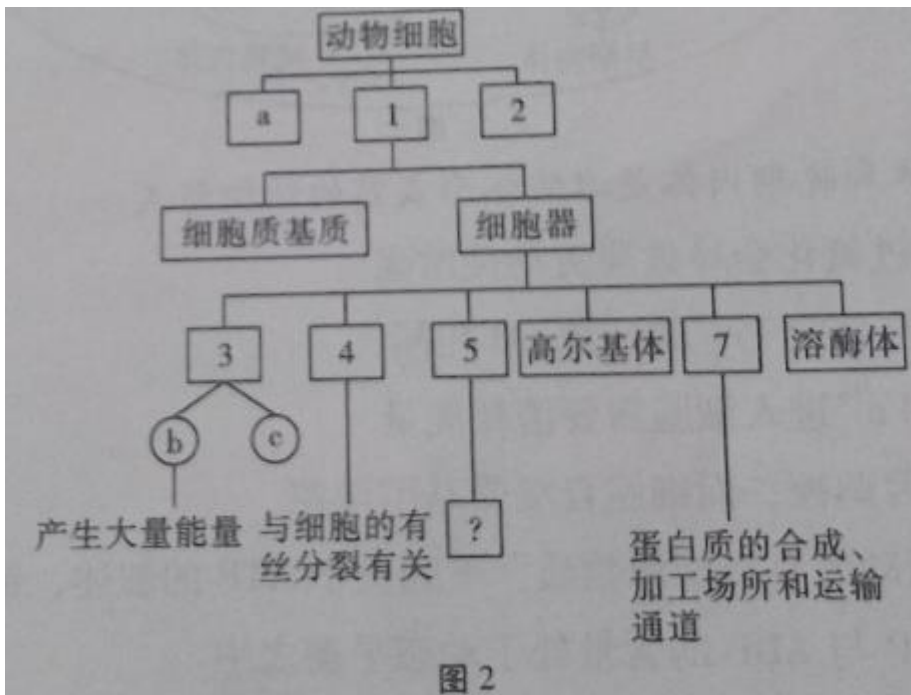 动物细胞
a
1
2
细胞质基质
细胞器
3
4
5
高尔基体
7
溶酶体
b
c
产生大量能量
与细胞的有
丝分裂有关
?
蛋白质的合成、
加工场所和运输
通道
图2